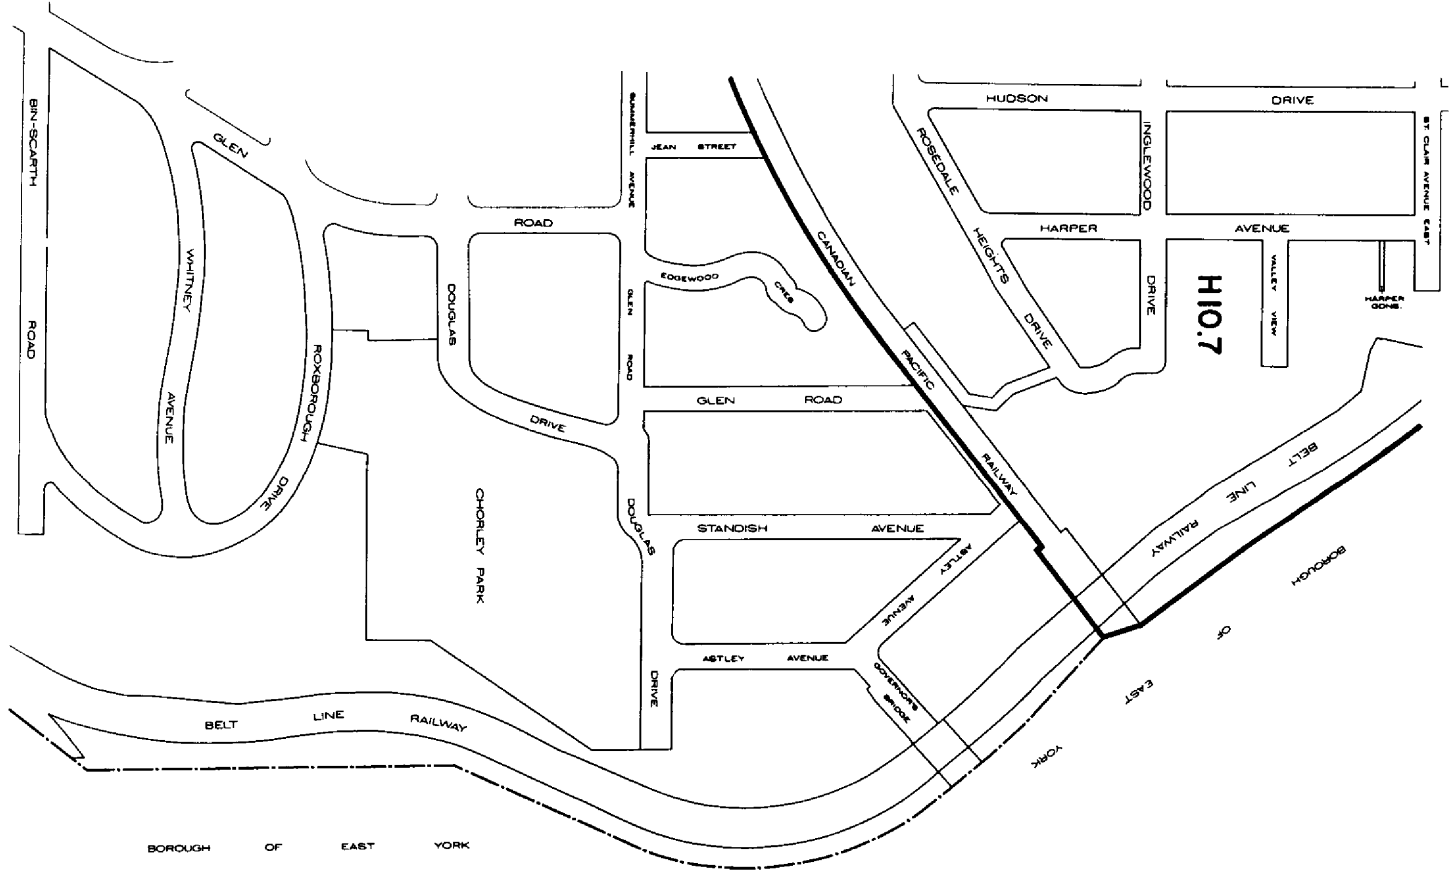 BIN-SCARTH
ROAD
GLEN
WHITNEY
AVENUE
ROXBOROUGH
DRIVE
ROAD
DOUGLAS
DRIVE
CHORLEY PARK
SUMMERHILL
AVENUE
JEAN STREET
EDGEWOOD
CRES
GLEN
ROAD
GLEN ROAD
DOUGLAS
DRIVE
STANDISH AVENUE
ASTLEY
AVENUE
ASTLEY AVENUE
GOVERNOR'S
BRIDGE
CANADIAN
PACIFIC
RAILWAY
HUDSON DRIVE
ROSEDALE
HEIGHTS
DRIVE
INGLEWOOD
DRIVE
ST. CLAIR AVENUE EAST
HARPER AVENUE
H10.7
VALLEY VIEW
HARPER
GDNS.
BELT
LINE
RAILWAY
BOROUGH
OF
EAST
YORK
BELT LINE RAILWAY
BOROUGH OF EAST YORK